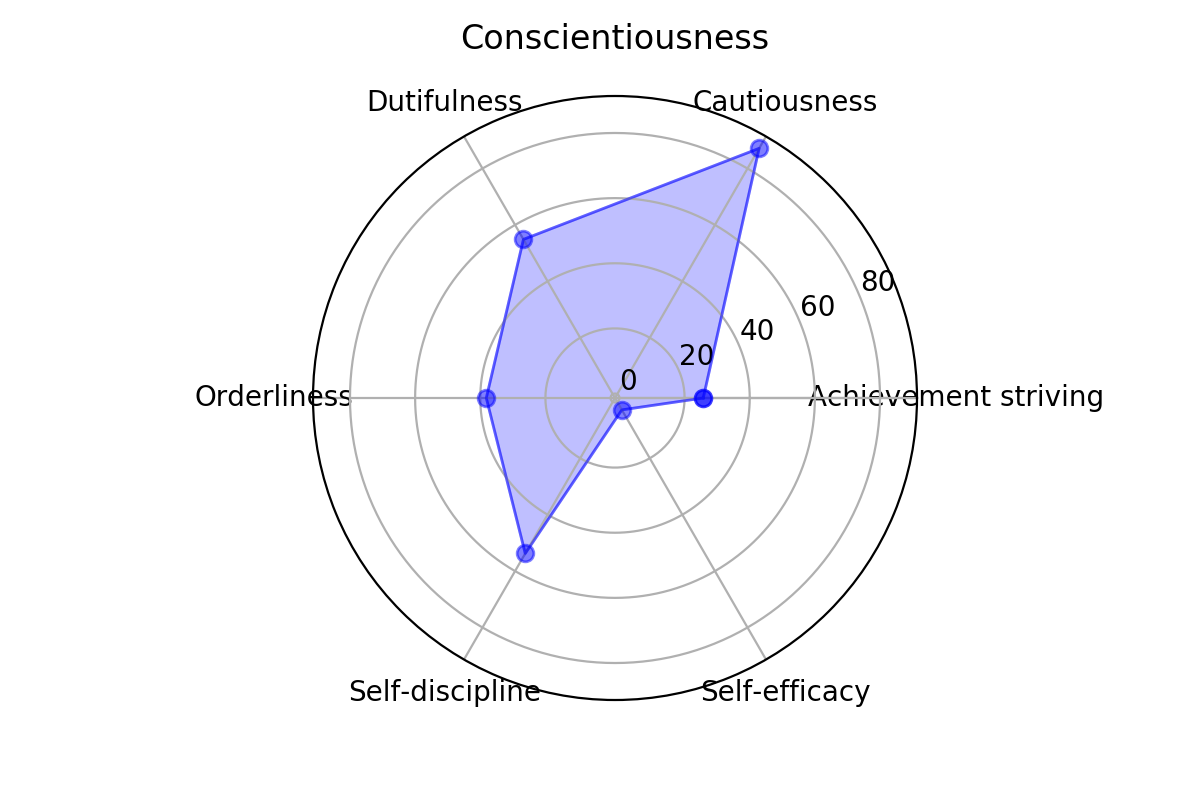 Conscientiousness
Dutifulness
Cautiousness
80
60
40
20
0
Orderliness
Achievement striving
Self-discipline
Self-efficacy